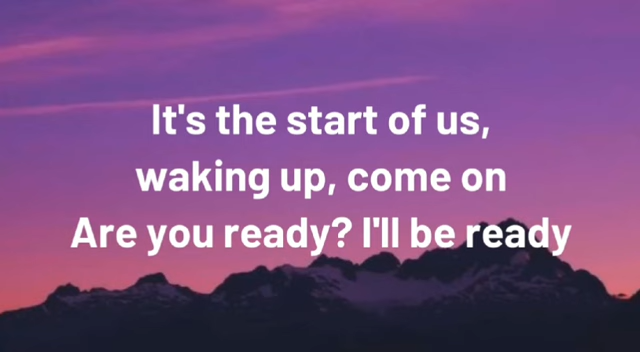 It's the start of us,
waking up, come on
Are you ready? I'll be ready